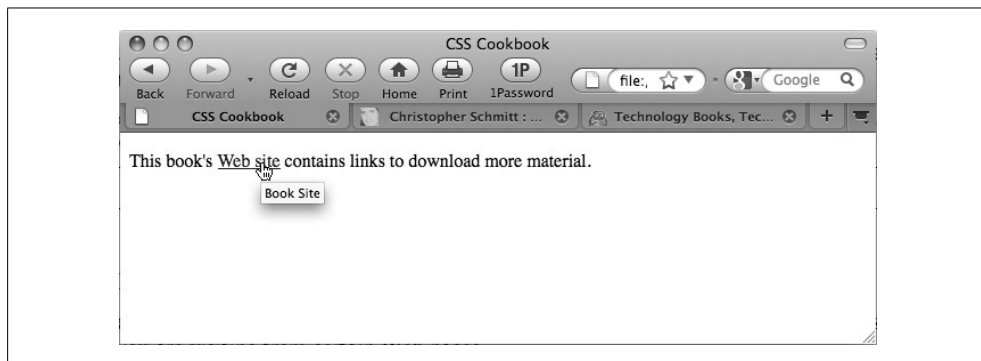 CSS Cookbook
1P
file:,
Google
Back Forward Reload Stop Home Print 1Password
CSS Cookbook Christopher Schmitt : ... Technology Books, Tec...
This book's Web site contains links to download more material.
Book Site